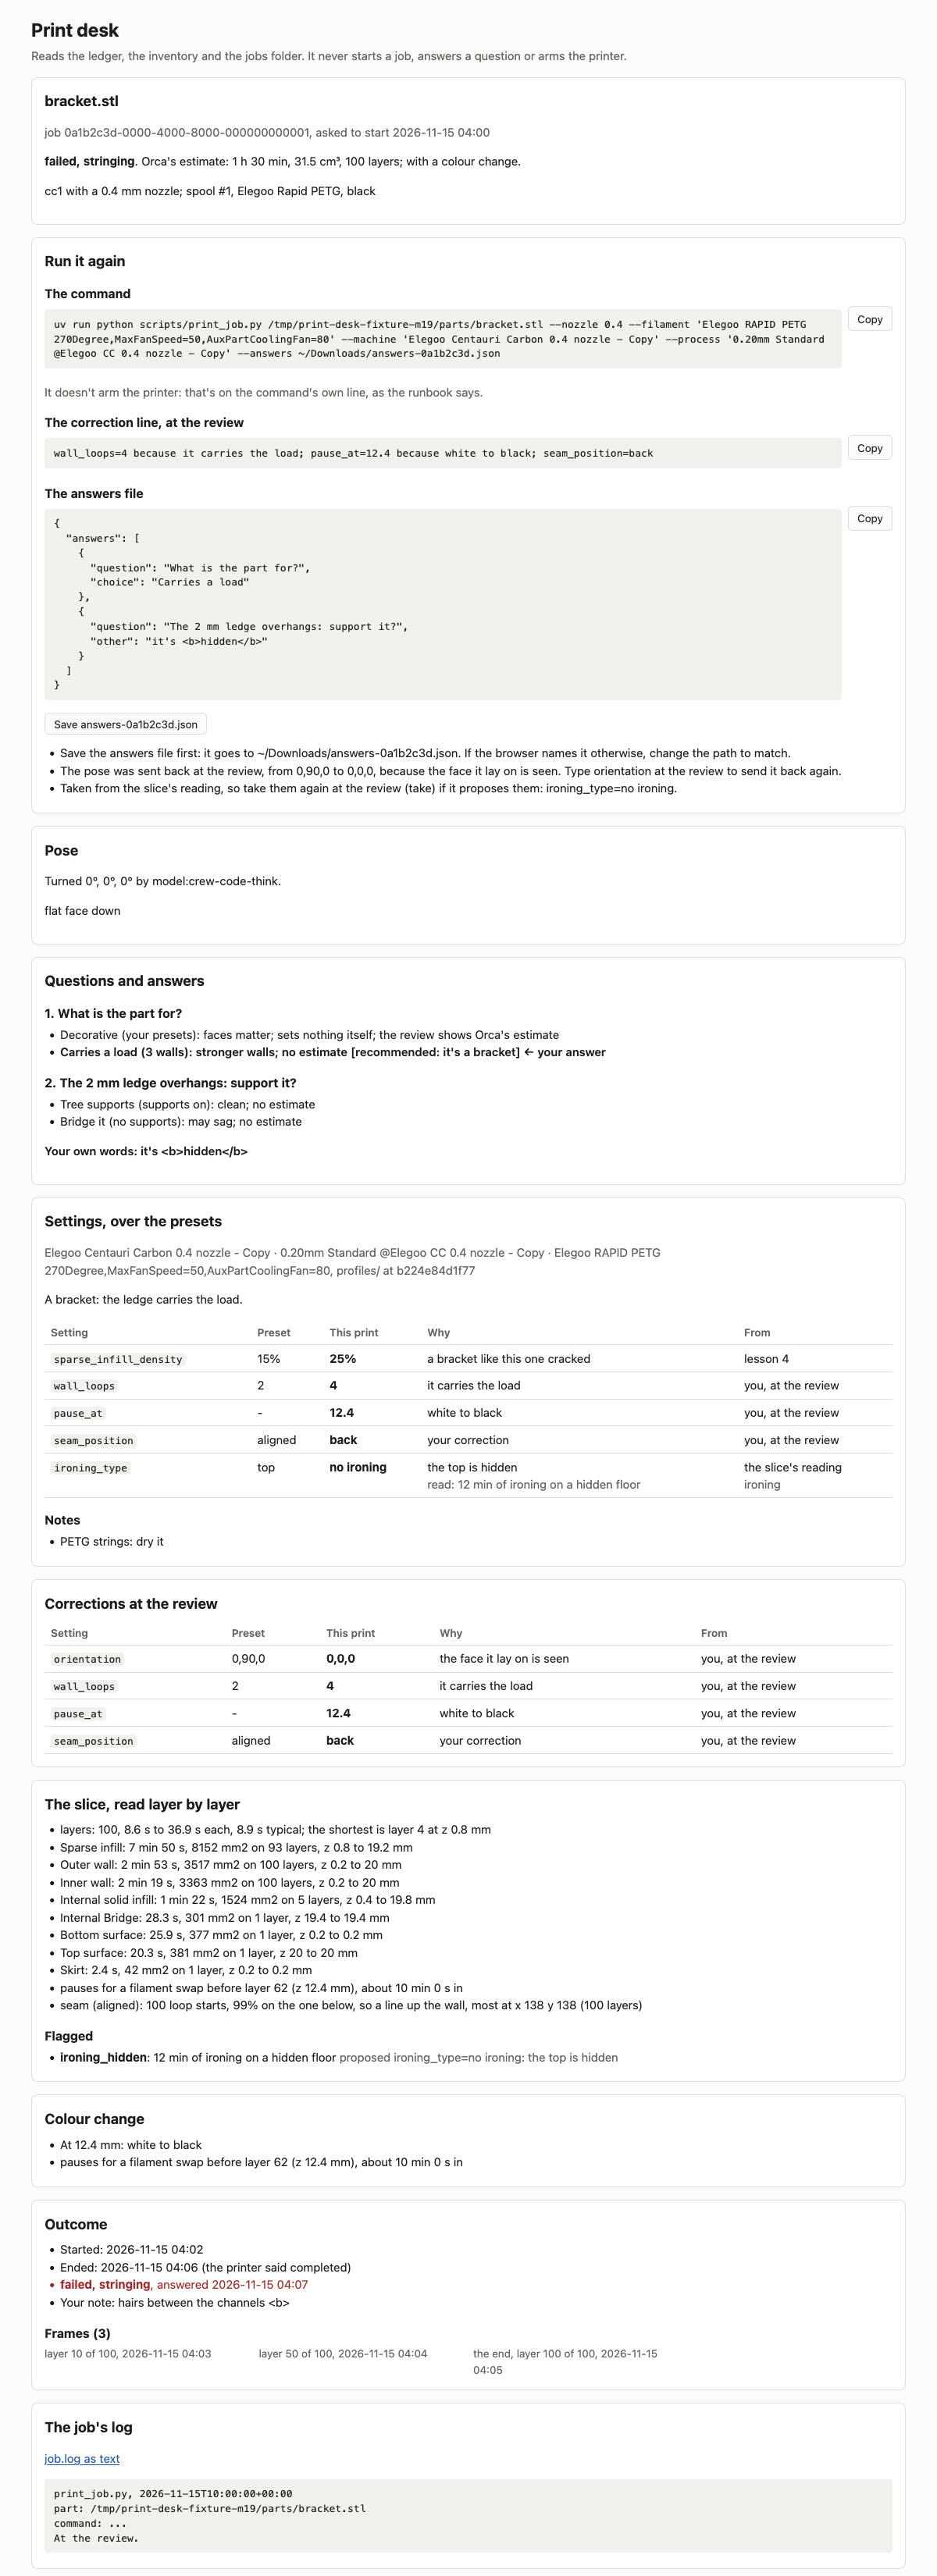 Print desk
Reads the ledger, the inventory and the jobs folder. It never starts a job, answers a question or arms the printer.
bracket.stl
job 0a1b2c3d-0000-4000-8000-000000000001, asked to start 2026-11-15 04:00
failed, stringing. Orca's estimate: 1 h 30 min, 31.5 cm³, 100 layers; with a colour change.
cc1 with a 0.4 mm nozzle; spool #1, Elegoo Rapid PETG, black
Run it again
The command
uv run python scripts/print_job.py /tmp/print-desk-fixture-m19/parts/bracket.stl --nozzle 0.4 --filament 'Elegoo RAPID PETG
270Degree,MaxFanSpeed=50,AuxPartCoolingFan=80' --machine 'Elegoo Centauri Carbon 0.4 nozzle - Copy' --process '0.20mm Standard
@Elegoo CC 0.4 nozzle - Copy' --answers ~/Downloads/answers-0a1b2c3d.json
Copy
It doesn't arm the printer: that's on the command's own line, as the runbook says.
The correction line, at the review
wall_loops=4 because it carries the load; pause_at=12.4 because white to black; seam_position=back
Copy
The answers file
{
  "answers": [
    {
      "question": "What is the part for?",
      "choice": "Carries a load"
    },
    {
      "question": "The 2 mm ledge overhangs: support it?",
      "other": "it's <b>hidden</b>"
    }
  ]
}
Copy
Save answers-0a1b2c3d.json
• Save the answers file first: it goes to ~/Downloads/answers-0a1b2c3d.json. If the browser names it otherwise, change the path to match.
• The pose was sent back at the review, from 0,90,0 to 0,0,0, because the face it lay on is seen. Type orientation at the review to send it back again.
• Taken from the slice's reading, so take them again at the review (take) if it proposes them: ironing_type=no ironing.
Pose
Turned 0°, 0°, 0° by model:crew-code-think.
flat face down
Questions and answers
1. What is the part for?
• Decorative (your presets): faces matter; sets nothing itself; the review shows Orca's estimate
• Carries a load (3 walls): stronger walls; no estimate [recommended: it's a bracket] ← your answer
2. The 2 mm ledge overhangs: support it?
• Tree supports (supports on): clean; no estimate
• Bridge it (no supports): may sag; no estimate
Your own words: it's <b>hidden</b>
Settings, over the presets
Elegoo Centauri Carbon 0.4 nozzle - Copy · 0.20mm Standard @Elegoo CC 0.4 nozzle - Copy · Elegoo RAPID PETG
270Degree,MaxFanSpeed=50,AuxPartCoolingFan=80, profiles/ at b224e84d1f77
A bracket: the ledge carries the load.
Setting Preset This print Why From
sparse_infill_density 15% 25% a bracket like this one cracked lesson 4
wall_loops 2 4 it carries the load you, at the review
pause_at - 12.4 white to black you, at the review
seam_position aligned back your correction you, at the review
ironing_type top no ironing the top is hidden the slice's reading
read: 12 min of ironing on a hidden floor ironing
Notes
• PETG strings: dry it
Corrections at the review
Setting Preset This print Why From
orientation 0,90,0 0,0,0 the face it lay on is seen you, at the review
wall_loops 2 4 it carries the load you, at the review
pause_at - 12.4 white to black you, at the review
seam_position aligned back your correction you, at the review
The slice, read layer by layer
• layers: 100, 8.6 s to 36.9 s each, 8.9 s typical; the shortest is layer 4 at z 0.8 mm
• Sparse infill: 7 min 50 s, 8152 mm2 on 93 layers, z 0.8 to 19.2 mm
• Outer wall: 2 min 53 s, 3517 mm2 on 100 layers, z 0.2 to 20 mm
• Inner wall: 2 min 19 s, 3363 mm2 on 100 layers, z 0.2 to 20 mm
• Internal solid infill: 1 min 22 s, 1524 mm2 on 5 layers, z 0.4 to 19.8 mm
• Internal Bridge: 28.3 s, 301 mm2 on 1 layer, z 19.4 to 19.4 mm
• Bottom surface: 25.9 s, 377 mm2 on 1 layer, z 0.2 to 0.2 mm
• Top surface: 20.3 s, 381 mm2 on 1 layer, z 20 to 20 mm
• Skirt: 2.4 s, 42 mm2 on 1 layer, z 0.2 to 0.2 mm
• pauses for a filament swap before layer 62 (z 12.4 mm), about 10 min 0 s in
• seam (aligned): 100 loop starts, 99% on the one below, so a line up the wall, most at x 138 y 138 (100 layers)
Flagged
• ironing_hidden: 12 min of ironing on a hidden floor proposed ironing_type=no ironing: the top is hidden
Colour change
• At 12.4 mm: white to black
• pauses for a filament swap before layer 62 (z 12.4 mm), about 10 min 0 s in
Outcome
• Started: 2026-11-15 04:02
• Ended: 2026-11-15 04:06 (the printer said completed)
• failed, stringing, answered 2026-11-15 04:07
• Your note: hairs between the channels <b>
Frames (3)
layer 10 of 100, 2026-11-15 04:03
layer 50 of 100, 2026-11-15 04:04
the end, layer 100 of 100, 2026-11-15
04:05
The job's log
job.log as text
print_job.py, 2026-11-15T10:00:00+00:00
part: /tmp/print-desk-fixture-m19/parts/bracket.stl
command: ...
At the review.